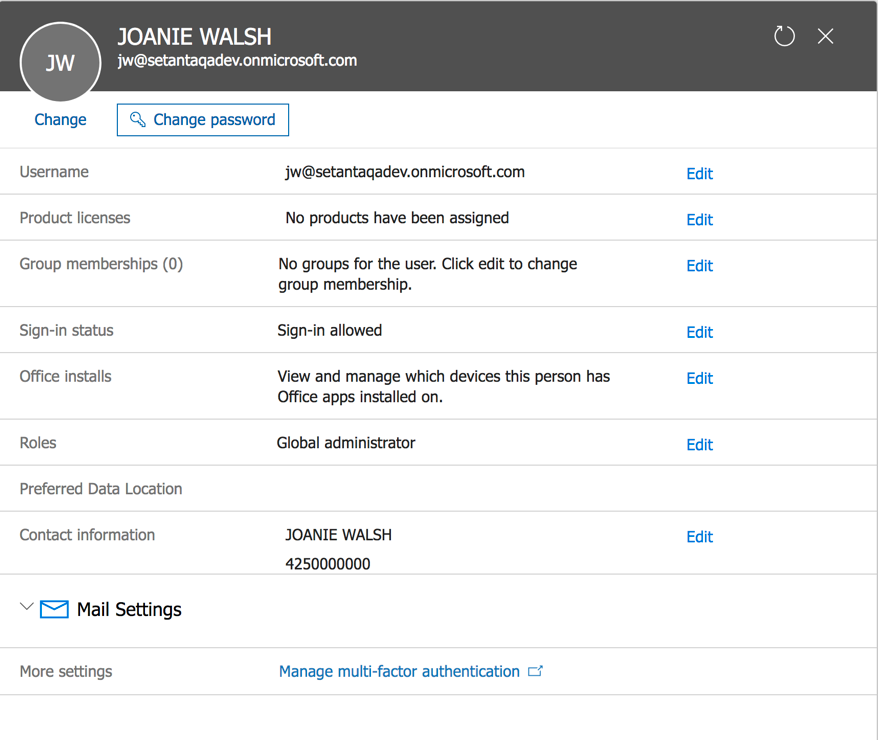 JW
JOANIE WALSH
jw@setantaqadev.onmicrosoft.com
Change
Change password
Username jw@setantaqadev.onmicrosoft.com Edit
Product licenses No products have been assigned Edit
Group memberships (0) No groups for the user. Click edit to change Edit
group membership.
Sign-in status Sign-in allowed Edit
Office installs View and manage which devices this person has Edit
Office apps installed on.
Roles Global administrator Edit
Preferred Data Location
Contact information JOANIE WALSH Edit
4250000000
Mail Settings
More settings Manage multi-factor authentication